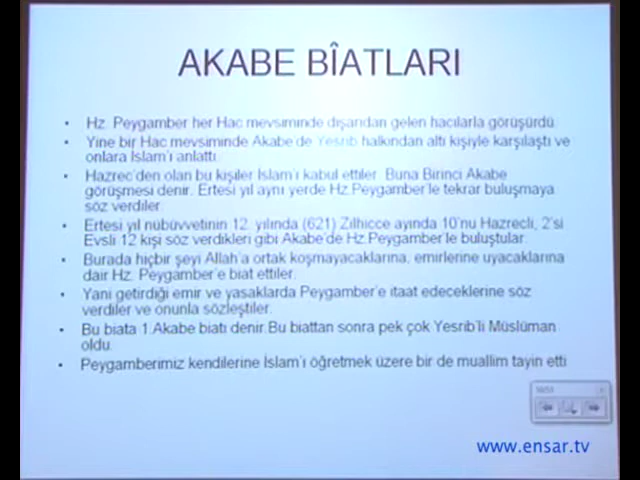 AKABE BÎATLARI
• Hz. Peygamber her Hac mevsiminde dışarıdan gelen hacılarla görüşürdü.
• Yine bir Hac mevsiminde Akabe'de Yesrib halkından altı kişiyle karşılaştı ve
onlara İslam'ı anlattı.
• Hazrec'den olan bu kişiler İslam'ı kabul ettiler. Buna Birinci Akabe
görüşmesi denir. Ertesi yıl aynı yerde Hz.Peygamber'le tekrar buluşmaya
söz verdiler.
• Ertesi yıl nübüvvetinin 12. yılında (621) Zilhicce ayında 10'nu Hazrecli, 2'si
Evsli 12 kişi söz verdikleri gibi Akabe'de Hz.Peygamber'le buluştular.
• Burada hiçbir şeyi Allah'a ortak koşmayacaklarına, emirlerine uyacaklarına
dair Hz. Peygamber'e biat ettiler.
• Yani getirdiği emir ve yasaklarda Peygamber'e itaat edeceklerine söz
verdiler ve onunla sözleştiler.
• Bu biata 1.Akabe biatı denir.Bu biattan sonra pek çok Yesrib'li Müslüman
oldu.
• Peygamberimiz kendilerine İslam'ı öğretmek üzere bir de muallim tayin etti
www.ensar.tv